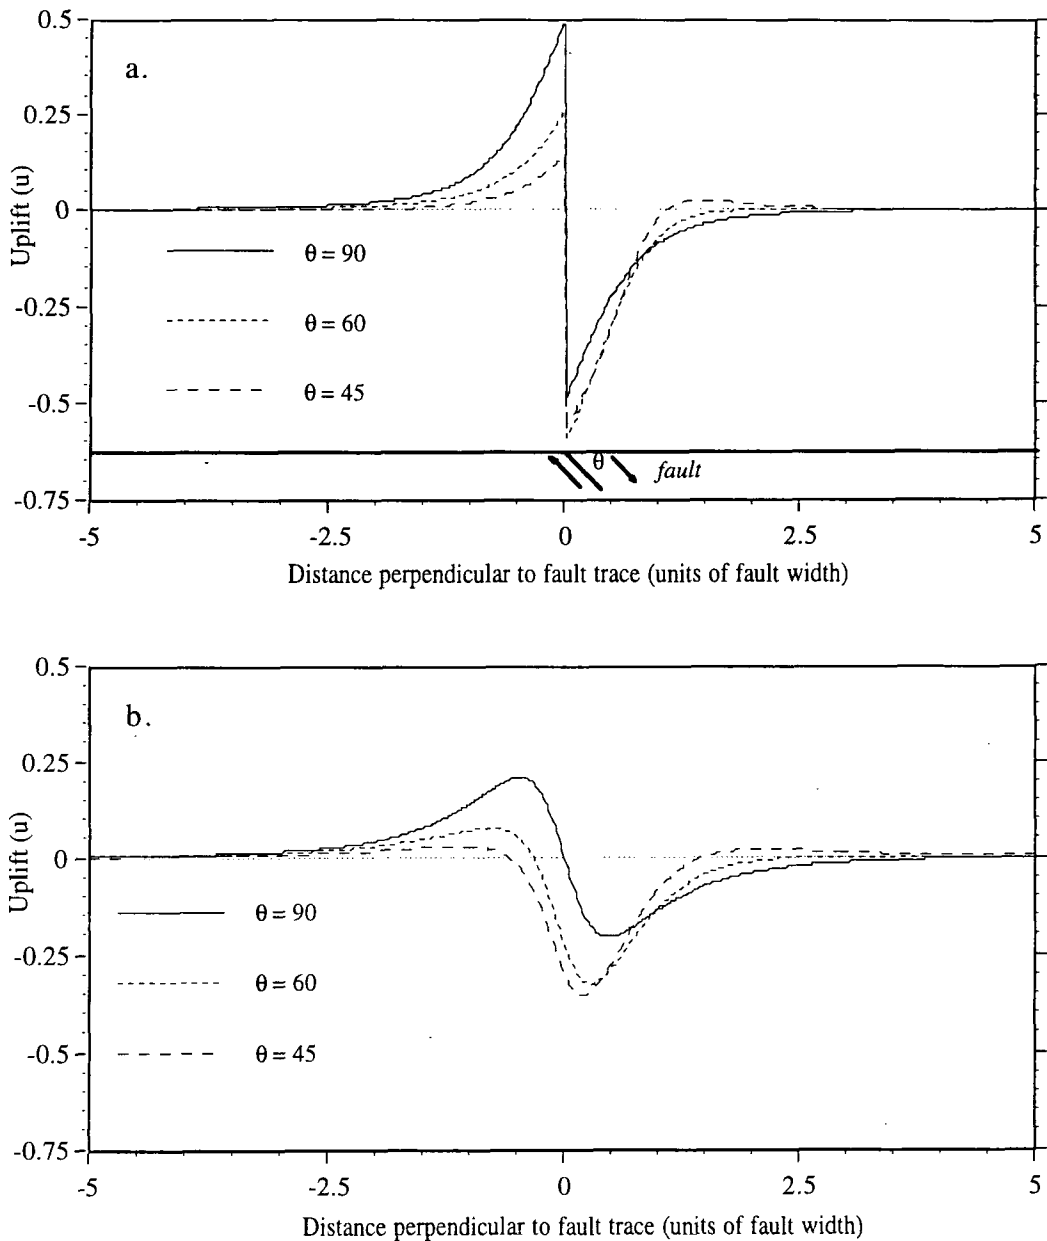 0.5
a.
0.25
0
-0.25
-0.5
-0.75
Uplift (u)
θ = 90
θ = 60
θ = 45
θ
fault
-5 -2.5 0 2.5 5
Distance perpendicular to fault trace (units of fault width)
0.5
b.
0.25
0
-0.25
-0.5
-0.75
Uplift (u)
θ = 90
θ = 60
θ = 45
-5 -2.5 0 2.5 5
Distance perpendicular to fault trace (units of fault width)